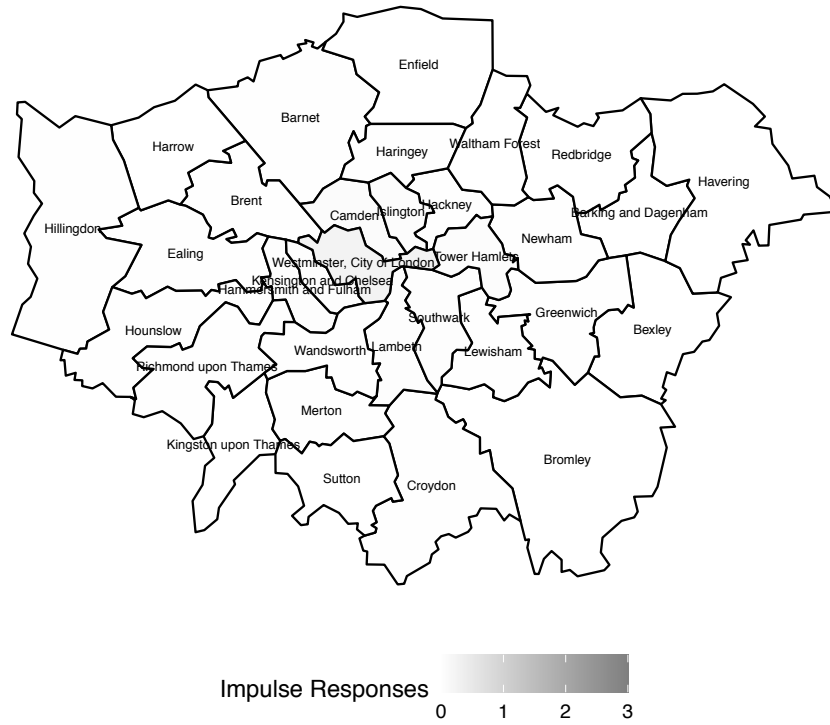 Enfield
Barnet
Waltham Forest
Harrow
Haringey
Redbridge
Havering
Brent
Hackney
Camden
Islington
Barking and Dagenham
Hillingdon
Newham
Ealing
Tower Hamlets
Westminster, City of London
Kensington and Chelsea
Hammersmith and Fulham
Greenwich
Southwark
Hounslow
Bexley
Wandsworth
Lambeth
Lewisham
Richmond upon Thames
Merton
Kingston upon Thames
Bromley
Sutton
Croydon
Impulse Responses
0 1 2 3